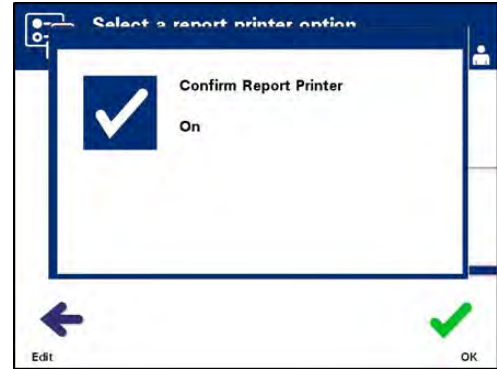 Select a report printer option
Confirm Report Printer
On
Edit
OK